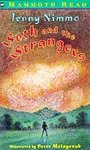 MAMMOTH READ
Jenny Nimmo
Seth and the
Strangers
Illustrated by Peter Melnyczuk